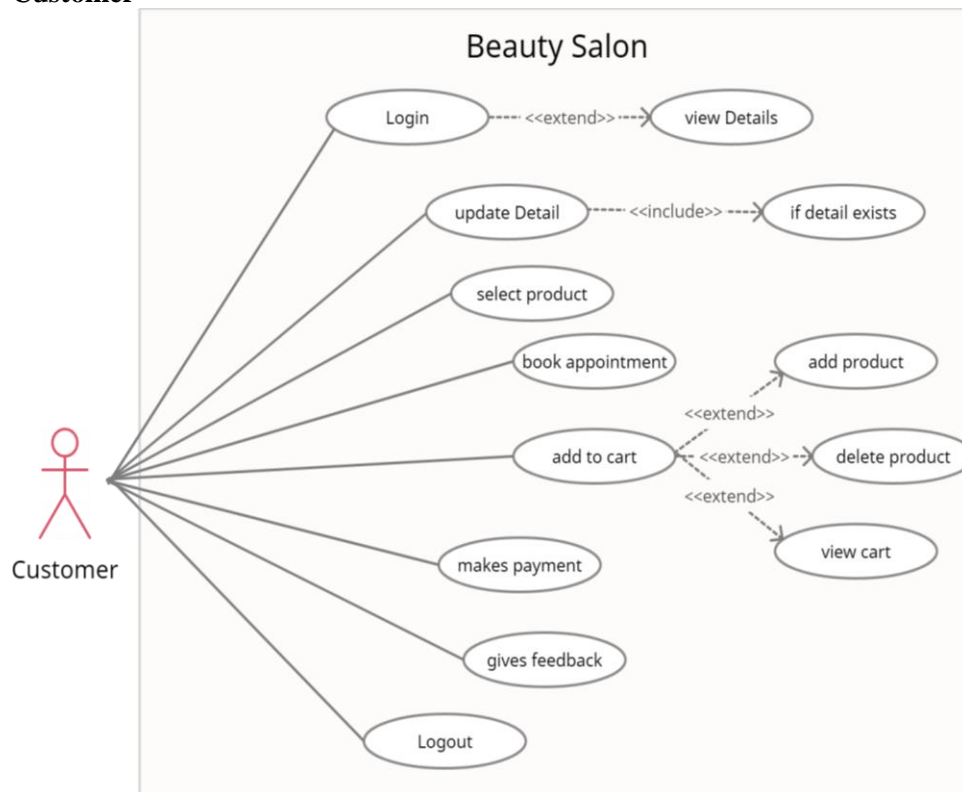 Customer
Beauty Salon
Login
<<extend>>
view Details
update Detail
<<include>>
if detail exists
select product
book appointment
add product
<<extend>>
add to cart
<<extend>>
delete product
<<extend>>
view cart
Customer
makes payment
gives feedback
Logout